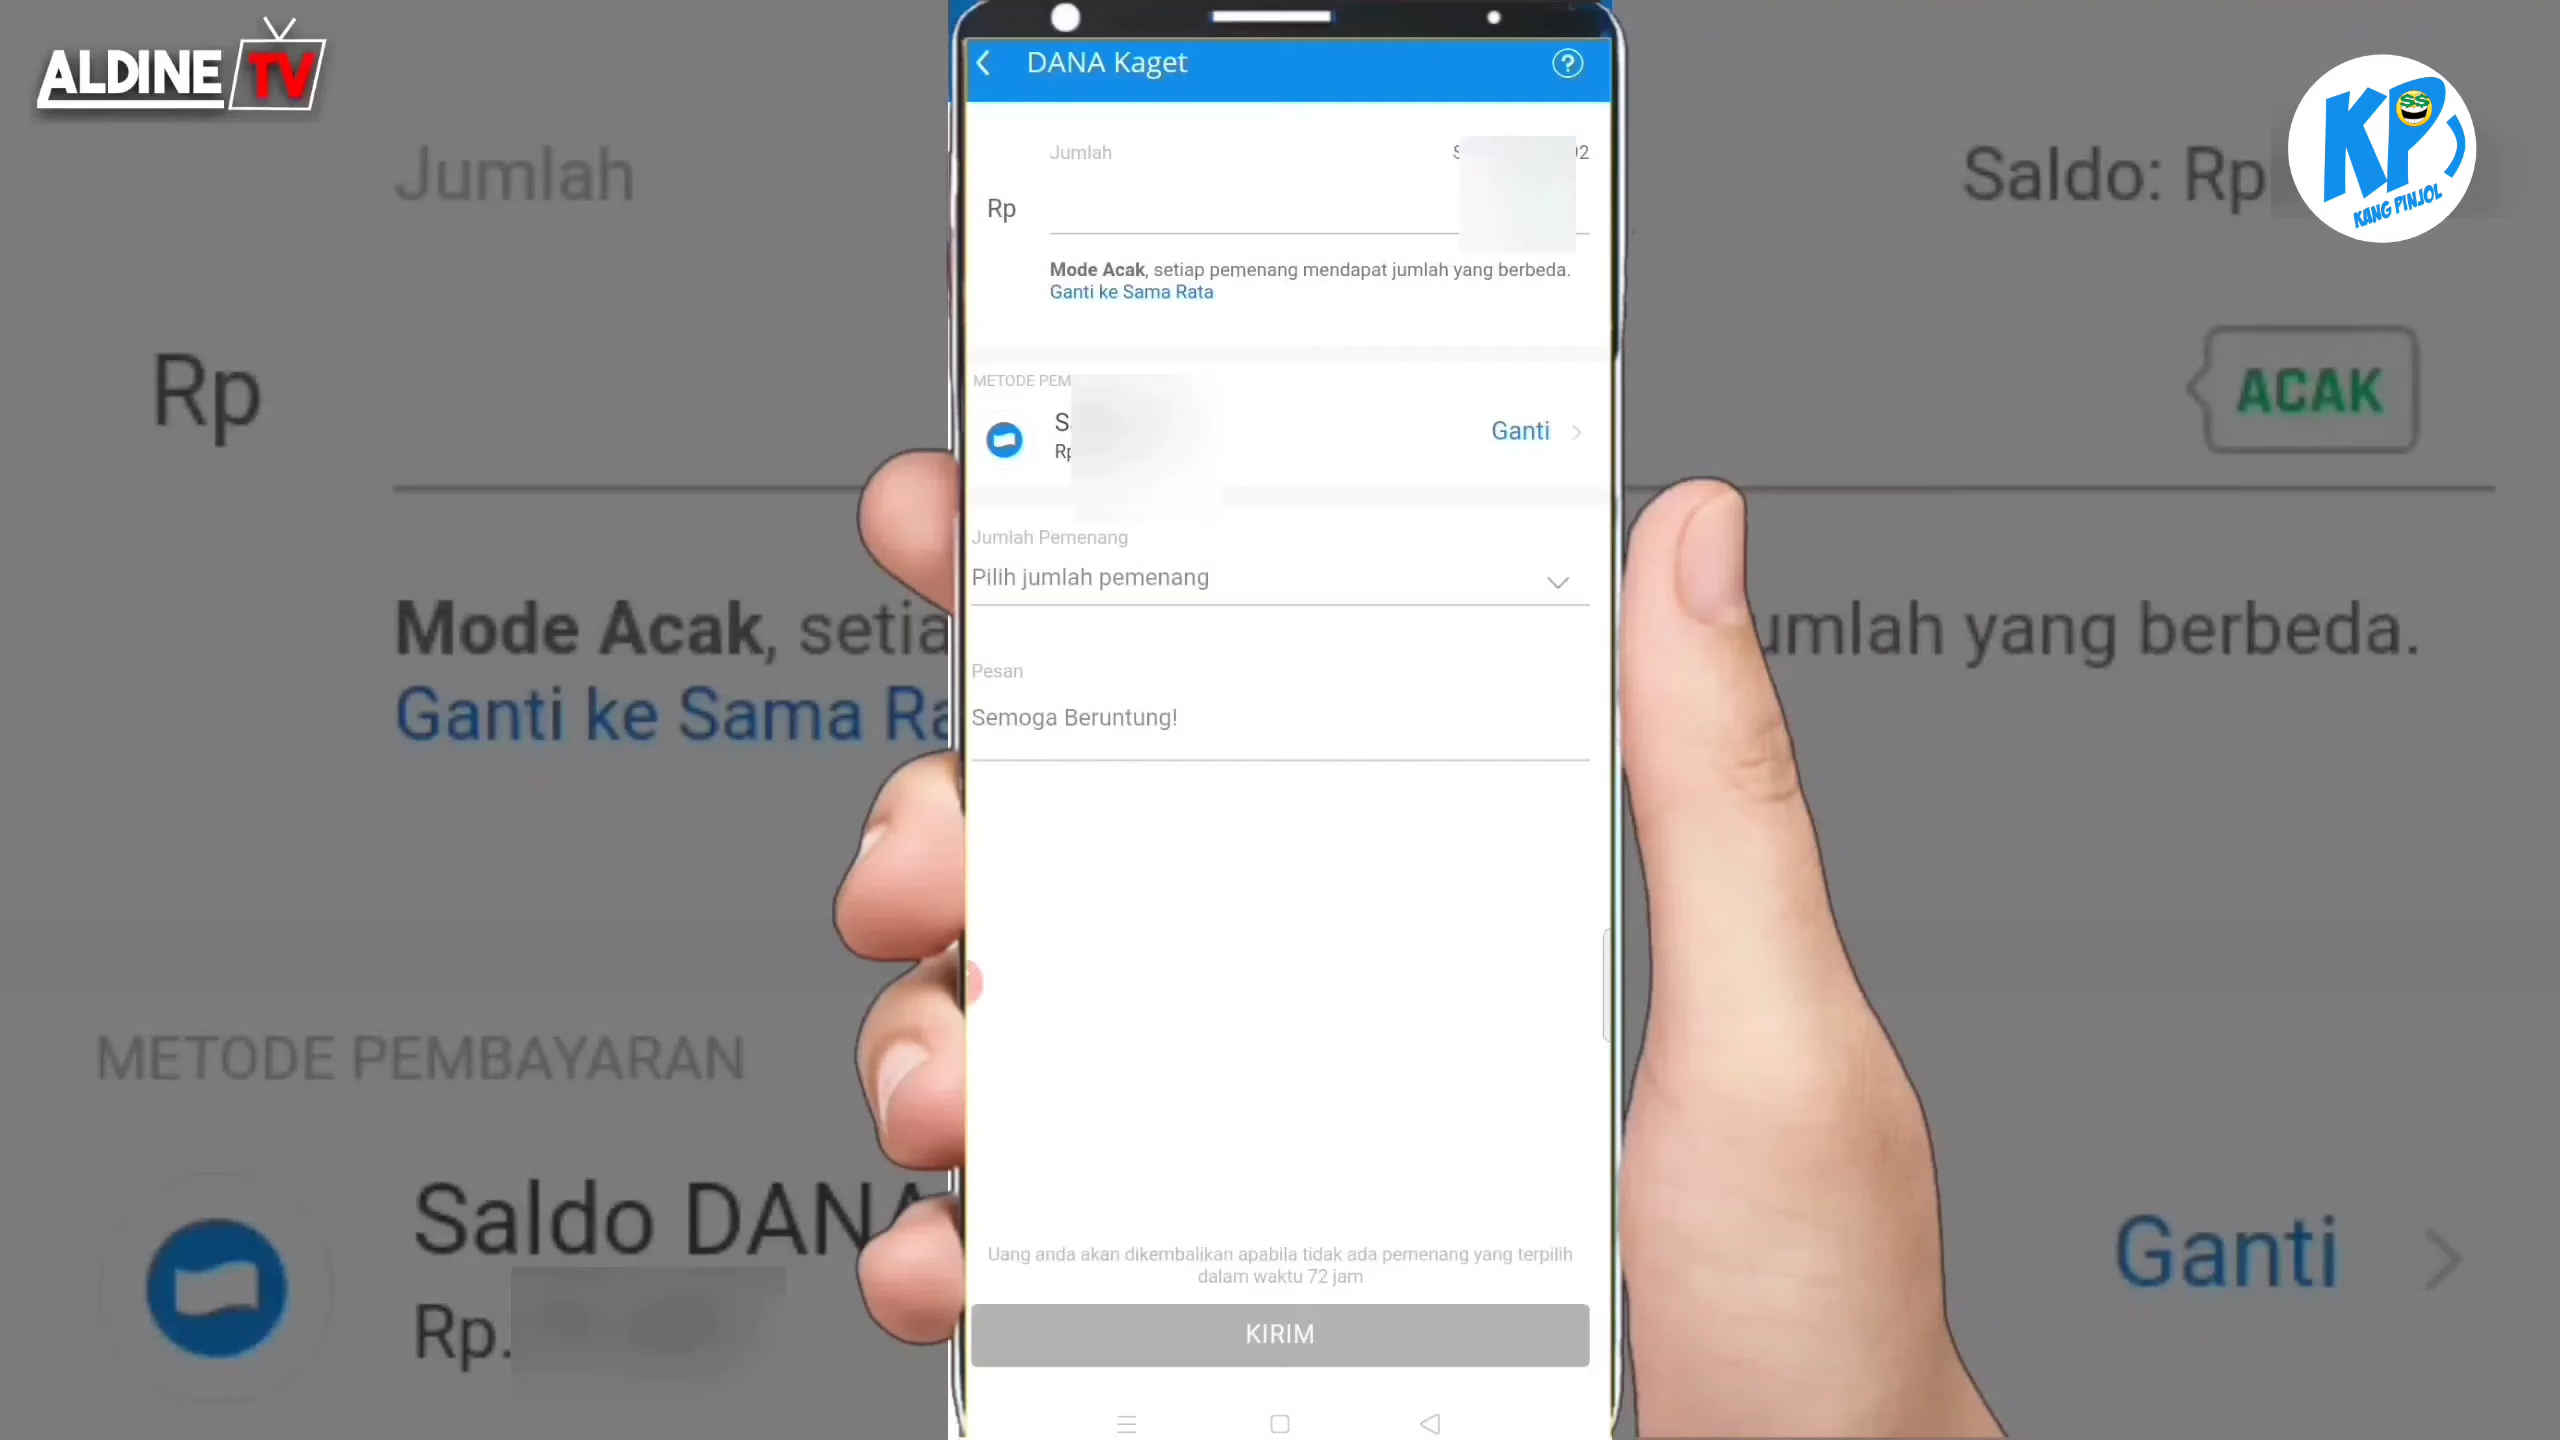 ALDINE TV
KP
KANG PINJOL
DANA Kaget
?
Jumlah
Rp
Mode Acak, setiap pemenang mendapat jumlah yang berbeda.
Ganti ke Sama Rata
METODE PEM
Rp
Ganti
Jumlah Pemenang
Pilih jumlah pemenang
Pesan
Semoga Beruntung!
Uang anda akan dikembalikan apabila tidak ada pemenang yang terpilih
dalam waktu 72 jam
KIRIM
Jumlah
Saldo: Rp
Rp
ACAK
Mode Acak, setia
umlah yang berbeda.
Ganti ke Sama Ra
METODE PEMBAYARAN
Saldo DANA
Rp.
Ganti